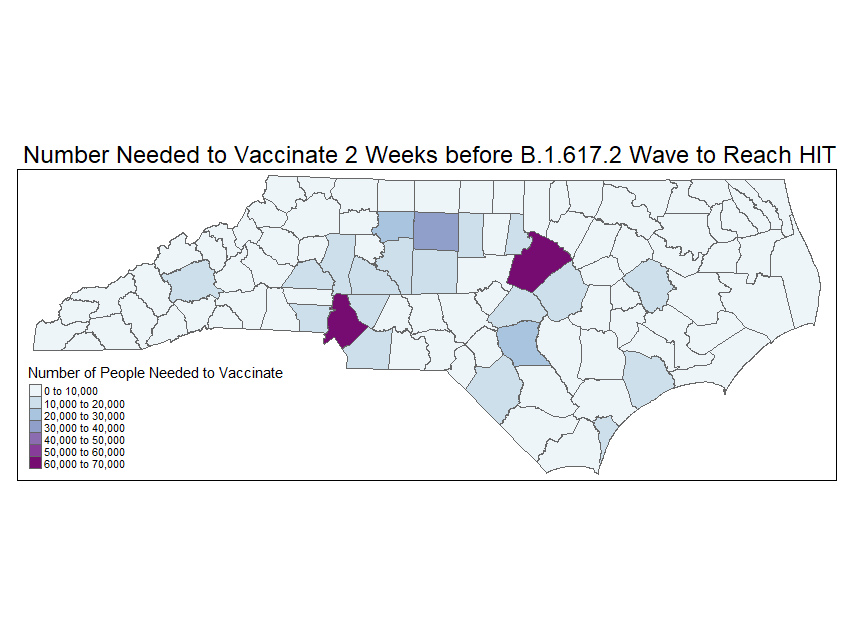 Number Needed to Vaccinate 2 Weeks before B.1.617.2 Wave to Reach HIT
Number of People Needed to Vaccinate
0 to 10,000
10,000 to 20,000
20,000 to 30,000
30,000 to 40,000
40,000 to 50,000
50,000 to 60,000
60,000 to 70,000